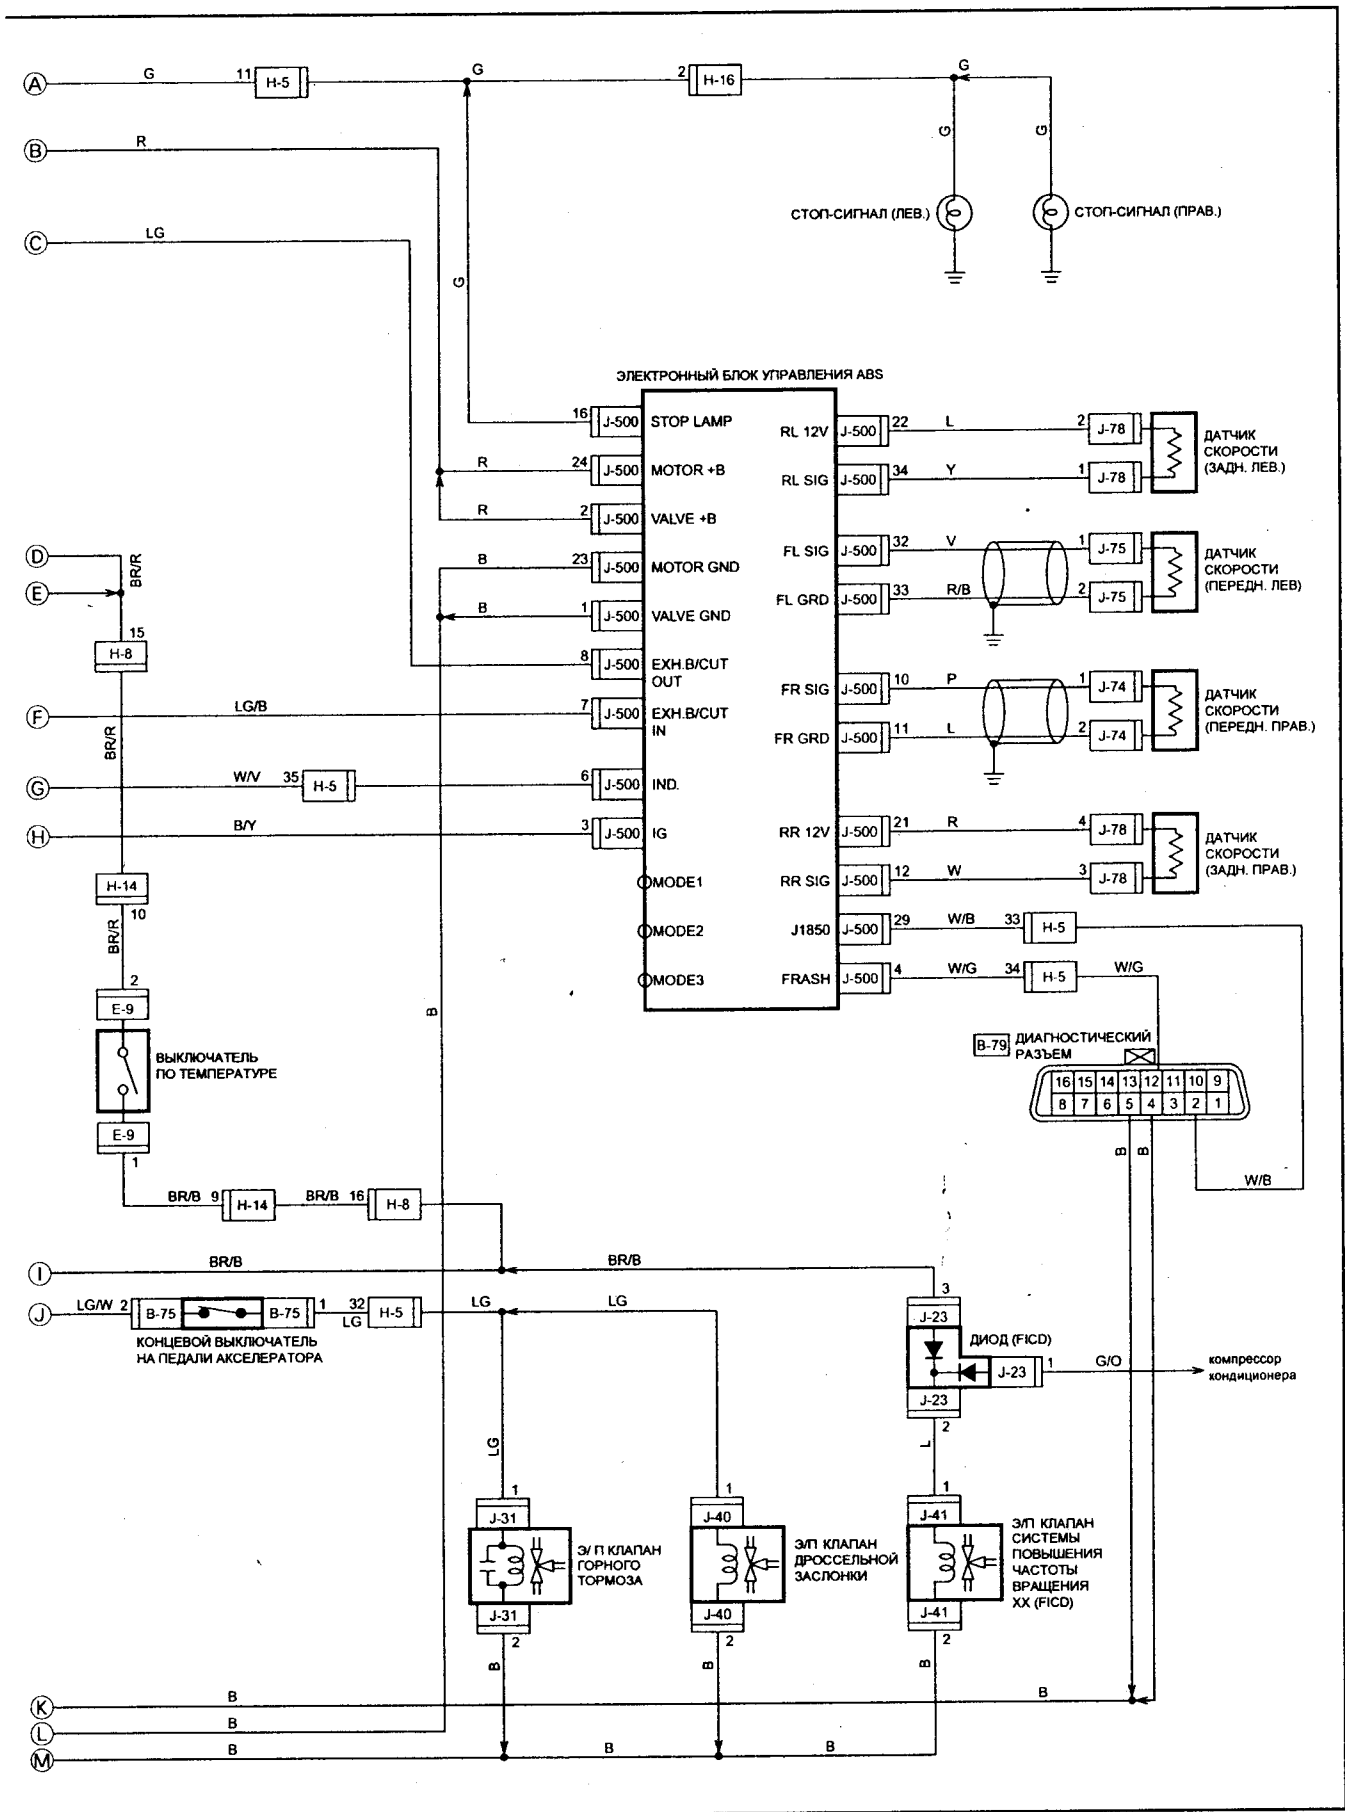 A G 11 H-5 G 2 H-16 G
G G
B R
СТОП-СИГНАЛ (ЛЕВ.) СТОП-СИГНАЛ (ПРАВ.)
C LG
G
ЭЛЕКТРОННЫЙ БЛОК УПРАВЛЕНИЯ ABS
16 J-500 STOP LAMP
R 24 J-500 MOTOR +B
R 2 J-500 VALVE +B
B 23 J-500 MOTOR GND
B 1 J-500 VALVE GND
8 J-500 EXH.B/CUT
OUT
F LG/B 7 J-500 EXH.B/CUT
IN
G W/V 35 H-5 6 J-500 IND.
H B/Y 3 J-500 IG
MODE1
MODE2
MODE3
RL 12V J-500 22 L 2 J-78
RL SIG J-500 34 Y 1 J-78
ДАТЧИК
СКОРОСТИ
(ЗАДН. ЛЕВ.)
FL SIG J-500 32 V 1 J-75
FL GRD J-500 33 R/B 2 J-75
ДАТЧИК
СКОРОСТИ
(ПЕРЕДН. ЛЕВ)
FR SIG J-500 10 P 1 J-74
FR GRD J-500 11 L 2 J-74
ДАТЧИК
СКОРОСТИ
(ПЕРЕДН. ПРАВ.)
RR 12V J-500 21 R 4 J-78
RR SIG J-500 12 W 3 J-78
ДАТЧИК
СКОРОСТИ
(ЗАДН. ПРАВ.)
J1850 J-500 29 W/B 33 H-5
FRASH J-500 4 W/G 34 H-5 W/G
D
E
BR/R
15
H-8
BR/R
H-14
10
BR/R
2
E-9
ВЫКЛЮЧАТЕЛЬ
ПО ТЕМПЕРАТУРЕ
E-9
1
B
B-79 ДИАГНОСТИЧЕСКИЙ
РАЗЪЕМ
16 15 14 13 12 11 10 9
8 7 6 5 4 3 2 1
B B
W/B
BR/B 9 H-14 BR/B 16 H-8
I BR/B BR/B
J LG/W 2 B-75 B-75 1 32 H-5 LG LG
LG
КОНЦЕВОЙ ВЫКЛЮЧАТЕЛЬ
НА ПЕДАЛИ АКСЕЛЕРАТОРА
3
J-23
ДИОД (FICD)
J-23 1 G/O
компрессор
кондиционера
J-23
2
LG
L
1
J-31
Э/ П КЛАПАН
ГОРНОГО
ТОРМОЗА
J-31
2
B
1
J-40
Э/П КЛАПАН
ДРОССЕЛЬНОЙ
ЗАСЛОНКИ
J-40
2
B
1
J-41
Э/П КЛАПАН
СИСТЕМЫ
ПОВЫШЕНИЯ
ЧАСТОТЫ
ВРАЩЕНИЯ
ХХ (FICD)
J-41
2
B
K B B
L B
M B B B